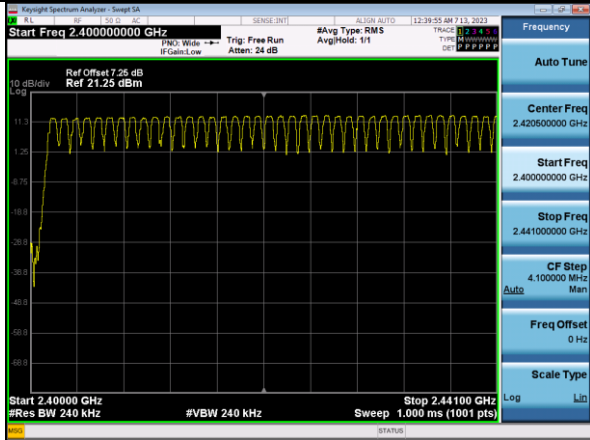 Keysight Spectrum Analyzer - Swept SA
RL RF 50 Ω AC SENSE:INT ALIGN AUTO 12:39:55 AM 7 13, 2023
Start Freq 2.400000000 GHz
PNO: Wide
IFGain:Low
Trig: Free Run
Atten: 24 dB
#Avg Type: RMS
Avg|Hold: 1/1
TRACE 1 2 3 4 5 6
TYPE M WWWWW
DET P P P P P P
10 dB/div
Log
Ref Offset 7.25 dB
Ref 21.25 dBm
11.3
1.25
-8.75
-18.8
-28.8
-38.8
-48.8
-58.8
-68.8
Start 2.40000 GHz
Stop 2.44100 GHz
#Res BW 240 kHz
#VBW 240 kHz
Sweep 1.000 ms (1001 pts)
MSG
STATUS
Frequency
Auto Tune
Center Freq
2.420500000 GHz
Start Freq
2.400000000 GHz
Stop Freq
2.441000000 GHz
CF Step
4.100000 MHz
Auto Man
Freq Offset
0 Hz
Scale Type
Log Lin